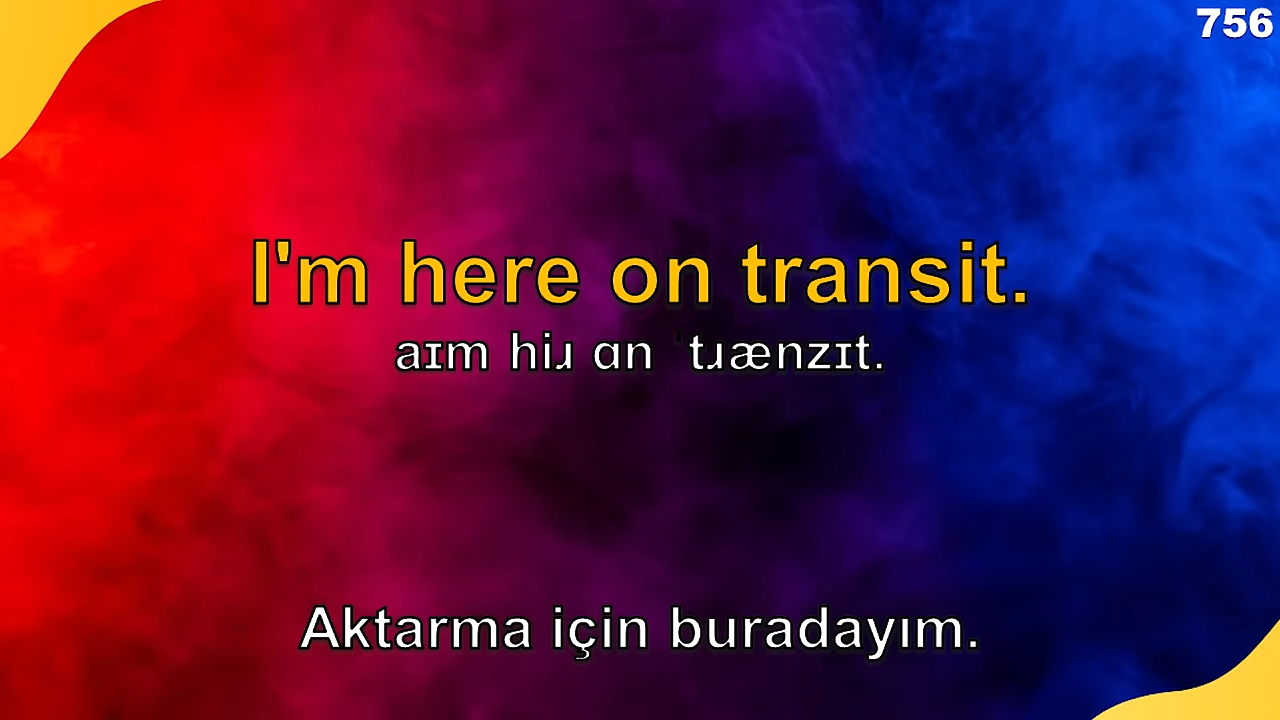 756
I'm here on transit.
aɪm hiɹ ɑn ˈtɹænzɪt.
Aktarma için buradayım.